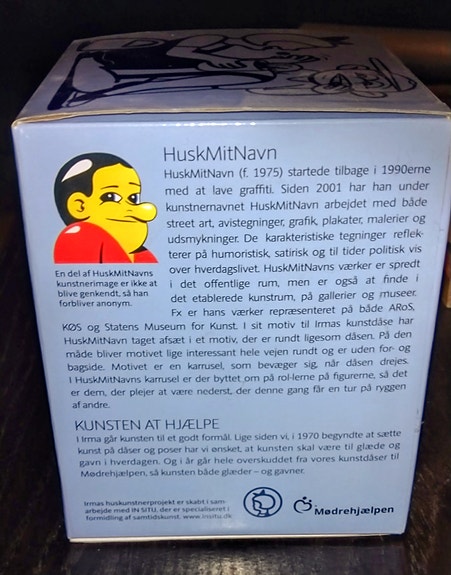 HuskMitNavn
HuskMitNavn (f. 1975) startede tilbage i 1990erne
med at lave graffiti. Siden 2001 har han under
kunstnernavnet HuskMitNavn arbejdet med både
street art, avistegninger, grafik, plakater, malerier og
udsmykninger. De karakteristiske tegninger reflek-
terer på humoristisk, satirisk og til tider politisk vis
over hverdagslivet. HuskMitNavns værker er spredt
i det offentlige rum, men er også at finde i
det etablerede kunstrum, på gallerier og museer.
Fx er hans værker repræsenteret på både ARoS,
En del af HuskMitNavns
kunstnerimage er ikke at
blive genkendt, så han
forbliver anonym.
KØS og Statens Museum for Kunst. I sit motiv til Irmas kunstdåse har
HuskMitNavn taget afsæt i et motiv, der er rundt ligesom dåsen. På den
måde bliver motivet lige interessant hele vejen rundt og er uden for- og
bagside. Motivet er en karrusel, som bevæger sig, når dåsen drejes.
I HuskMitNavns karrusel er der byttet om på rol-lerne på figurerne, så det
er dem, der plejer at være nederst, der denne gang får en tur på ryggen
af andre.
KUNSTEN AT HJÆLPE
I Irma går kunsten til et godt formål. Lige siden vi, i 1970 begyndte at sætte
kunst på dåser og poser har vi ønsket, at kunsten skal være til glæde og
gavn i hverdagen. Og i år går hele overskuddet fra vores kunstdåser til
Mødrehjælpen, så kunsten både glæder – og gavner.
Irmas huskunstnerprojekt er skabt i sam-
arbejde med IN SITU, der er specialiseret i
formidling af samtidskunst. www.insitu.dk
Mødrehjælpen